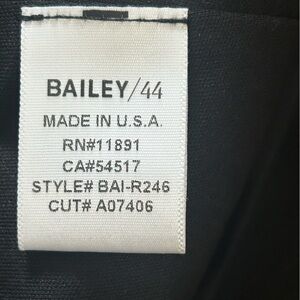 BAILEY/44
MADE IN U.S.A.
RN#11891
CA#54517
STYLE# BAI-R246
CUT# A07406